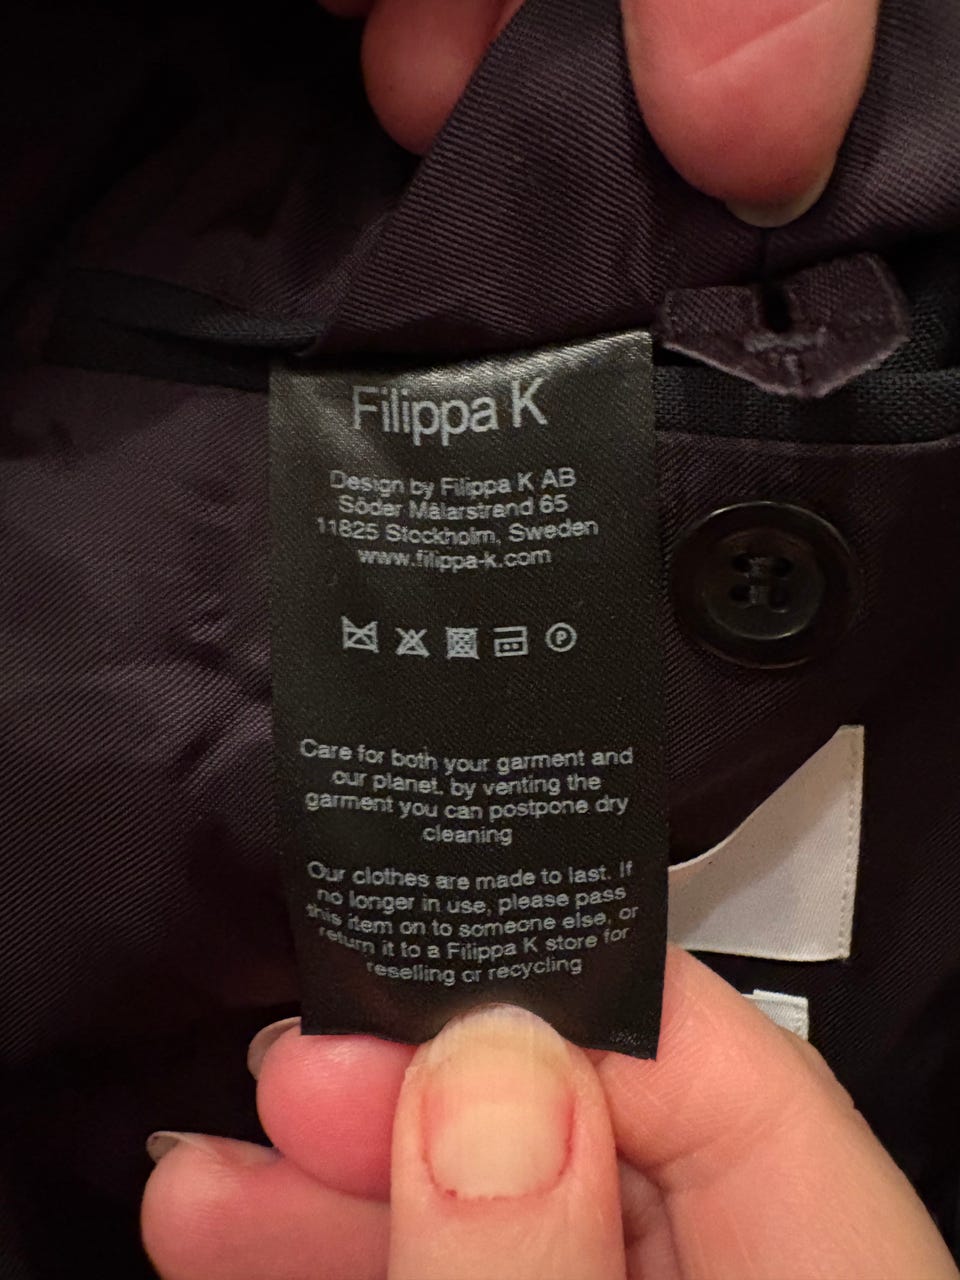 Filippa K
Design by Filippa K AB
Söder Mälarstrand 65
11825 Stockholm, Sweden
www.filippa-k.com
P
Care for both your garment and
our planet, by venting the
garment you can postpone dry
cleaning
Our clothes are made to last. If
no longer in use, please pass
this item on to someone else, or
return it to a Filippa K store for
reselling or recycling